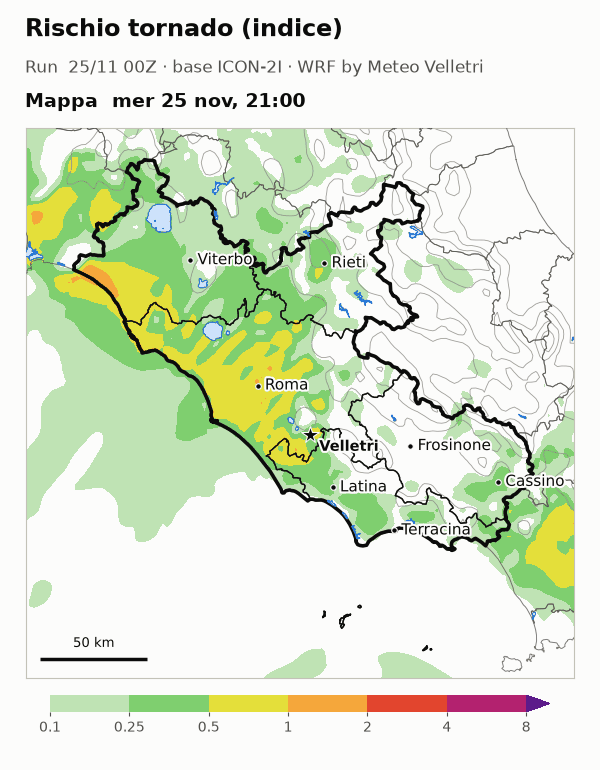 Rischio tornado (indice)
Run  25/11 00Z · base ICON-2I · WRF by Meteo Velletri
Mappa  mer 25 nov, 21:00
Viterbo
Rieti
Roma
Velletri
Frosinone
Latina
Cassino
Terracina
50 km
0.1 0.25 0.5 1 2 4 8